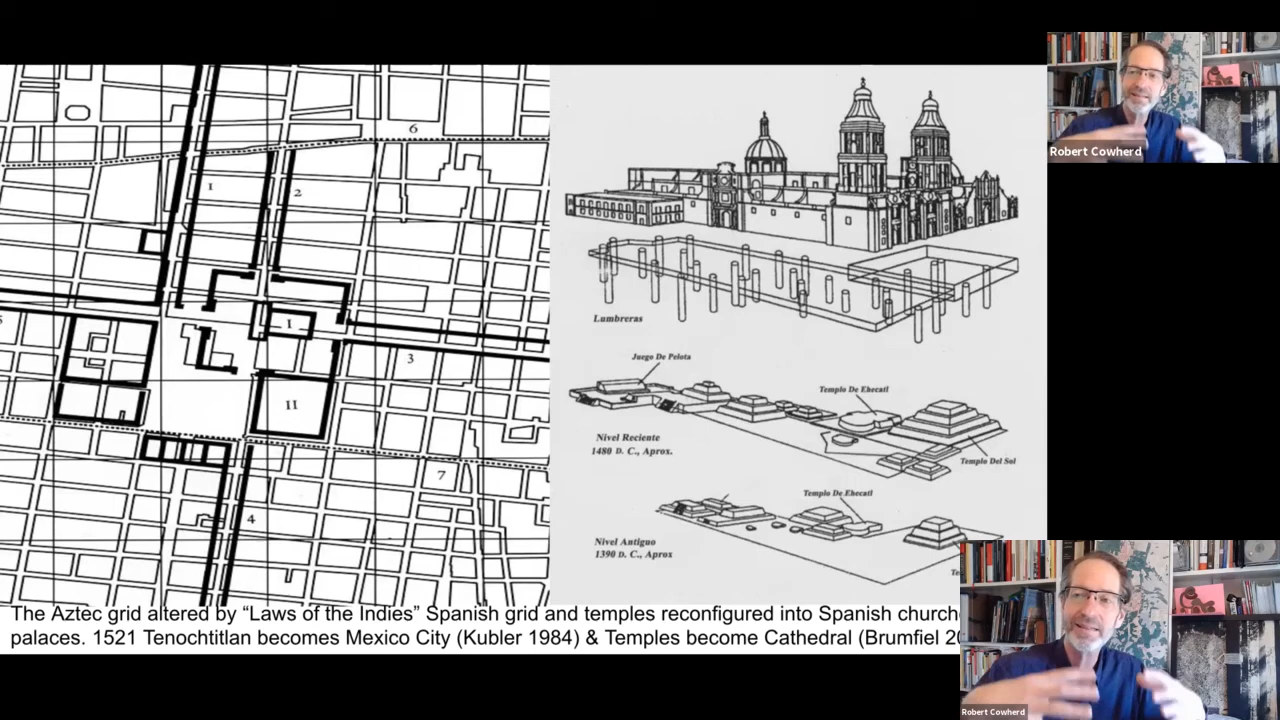 Robert Cowherd
6
1
2
I
5
3
II
7
4
Lumbreras
Juego De Pelota
Templo De Ehecatl
Nivel Reciente
1480 D. C., Aprox.
Templo Del Sol
Templo De Ehecatl
Nivel Antiguo
1390 D. C., Aprox
The Aztec grid altered by “Laws of the Indies” Spanish grid and temples reconfigured into Spanish
palaces. 1521 Tenochtitlan becomes Mexico City (Kubler 1984) & Temples become Cathedral (Brumfiel
Robert Cowherd